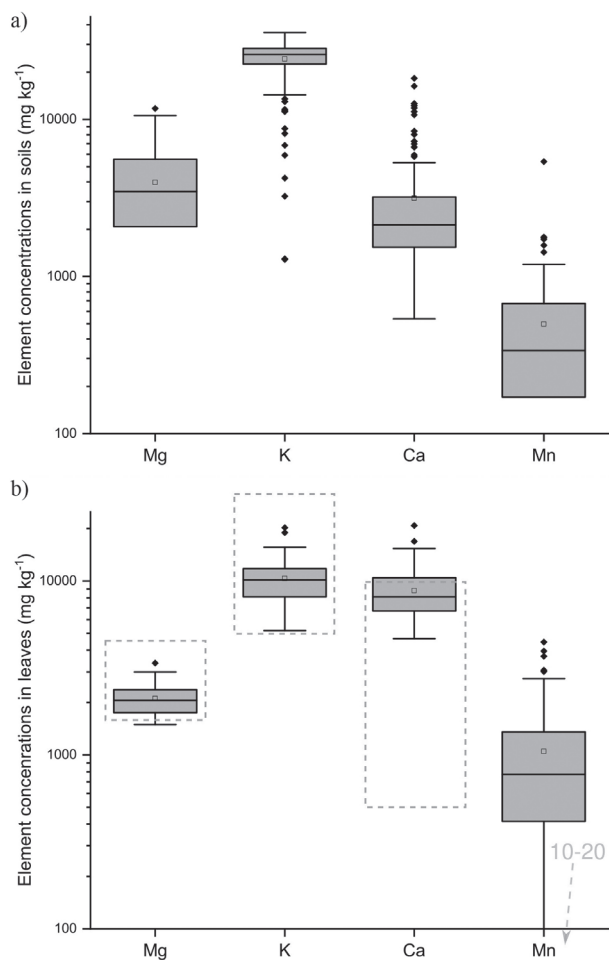 a)
Element concentrations in soils (mg kg⁻¹)
10000
1000
100
Mg K Ca Mn
b)
Element concenrations in leaves (mg kg⁻¹)
10000
1000
100
10-20
Mg K Ca Mn